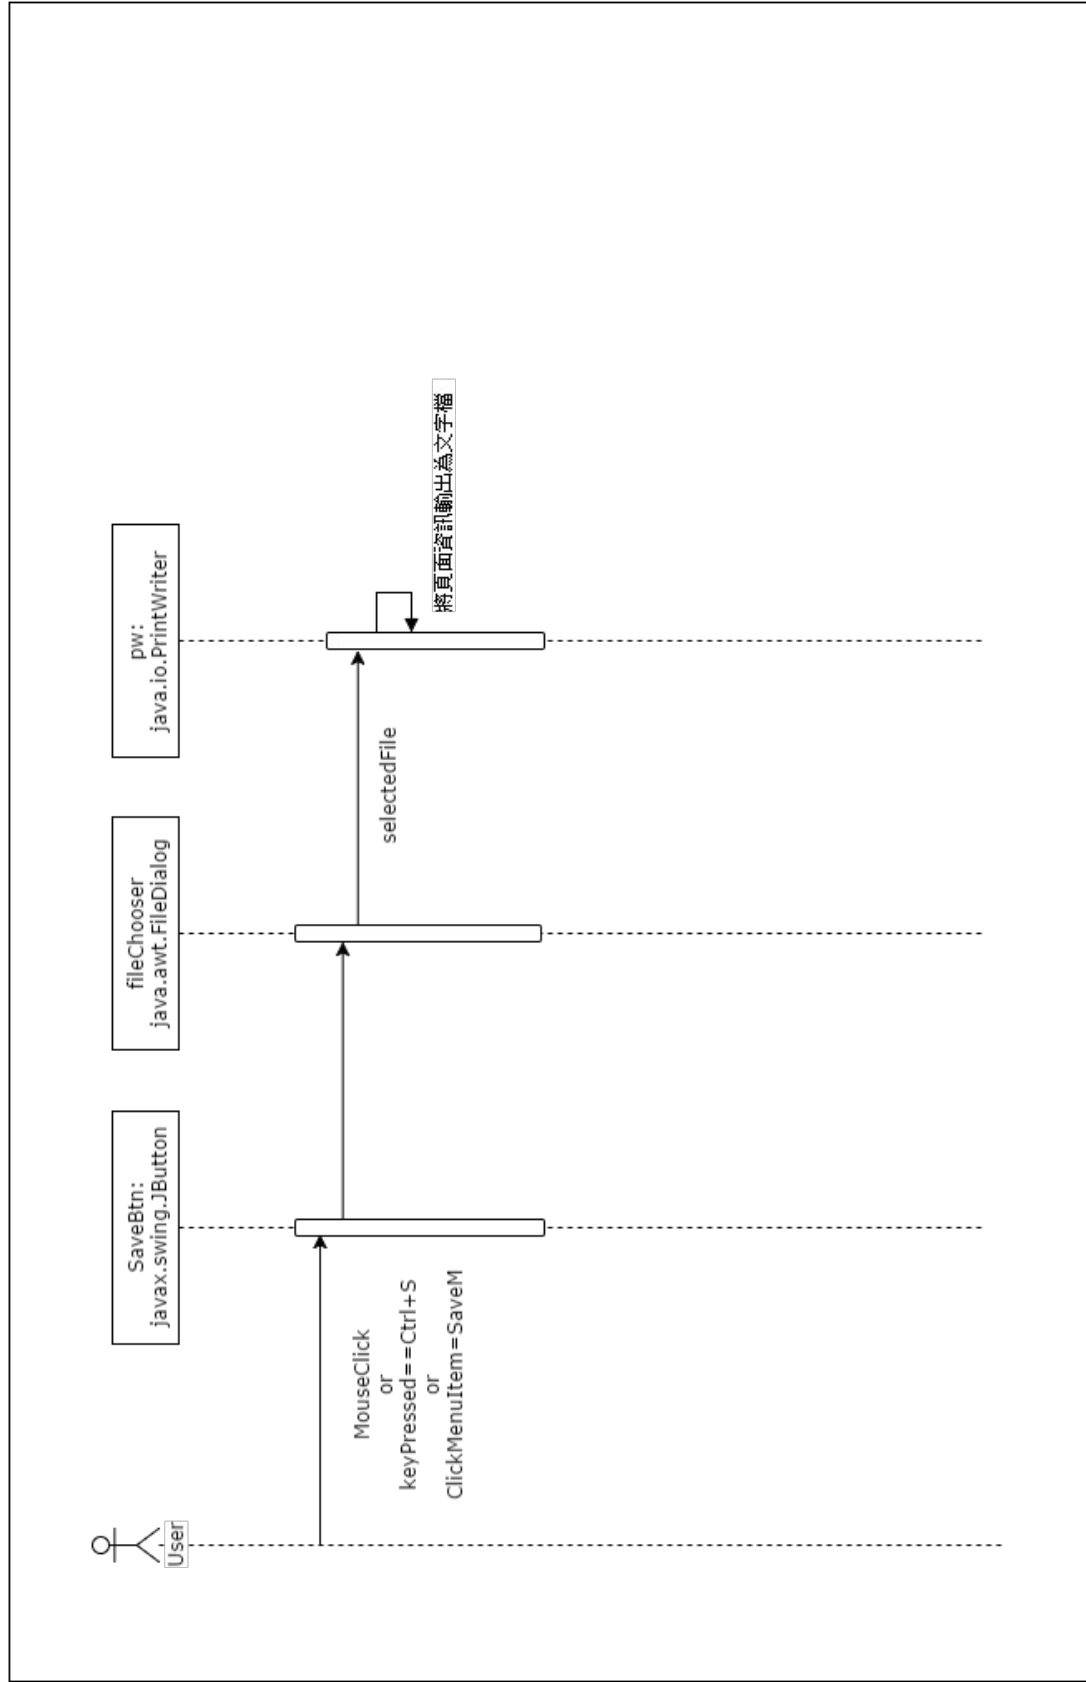 User
SaveBtn:
javax.swing.JButton
fileChooser
java.awt.FileDialog
pw:
java.io.PrintWriter
MouseClick
or
keyPressed==Ctrl+S
or
ClickMenuItem=SaveM
selectedFile
將頁面資訊輸出為文字檔